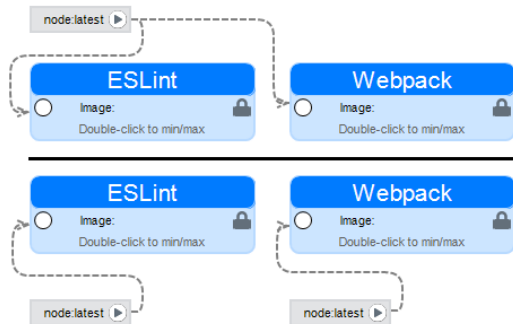 node:latest
ESLint
Webpack
Image:
Image:
Double-click to min/max
Double-click to min/max
ESLint
Webpack
Image:
Image:
Double-click to min/max
Double-click to min/max
node:latest
node:latest